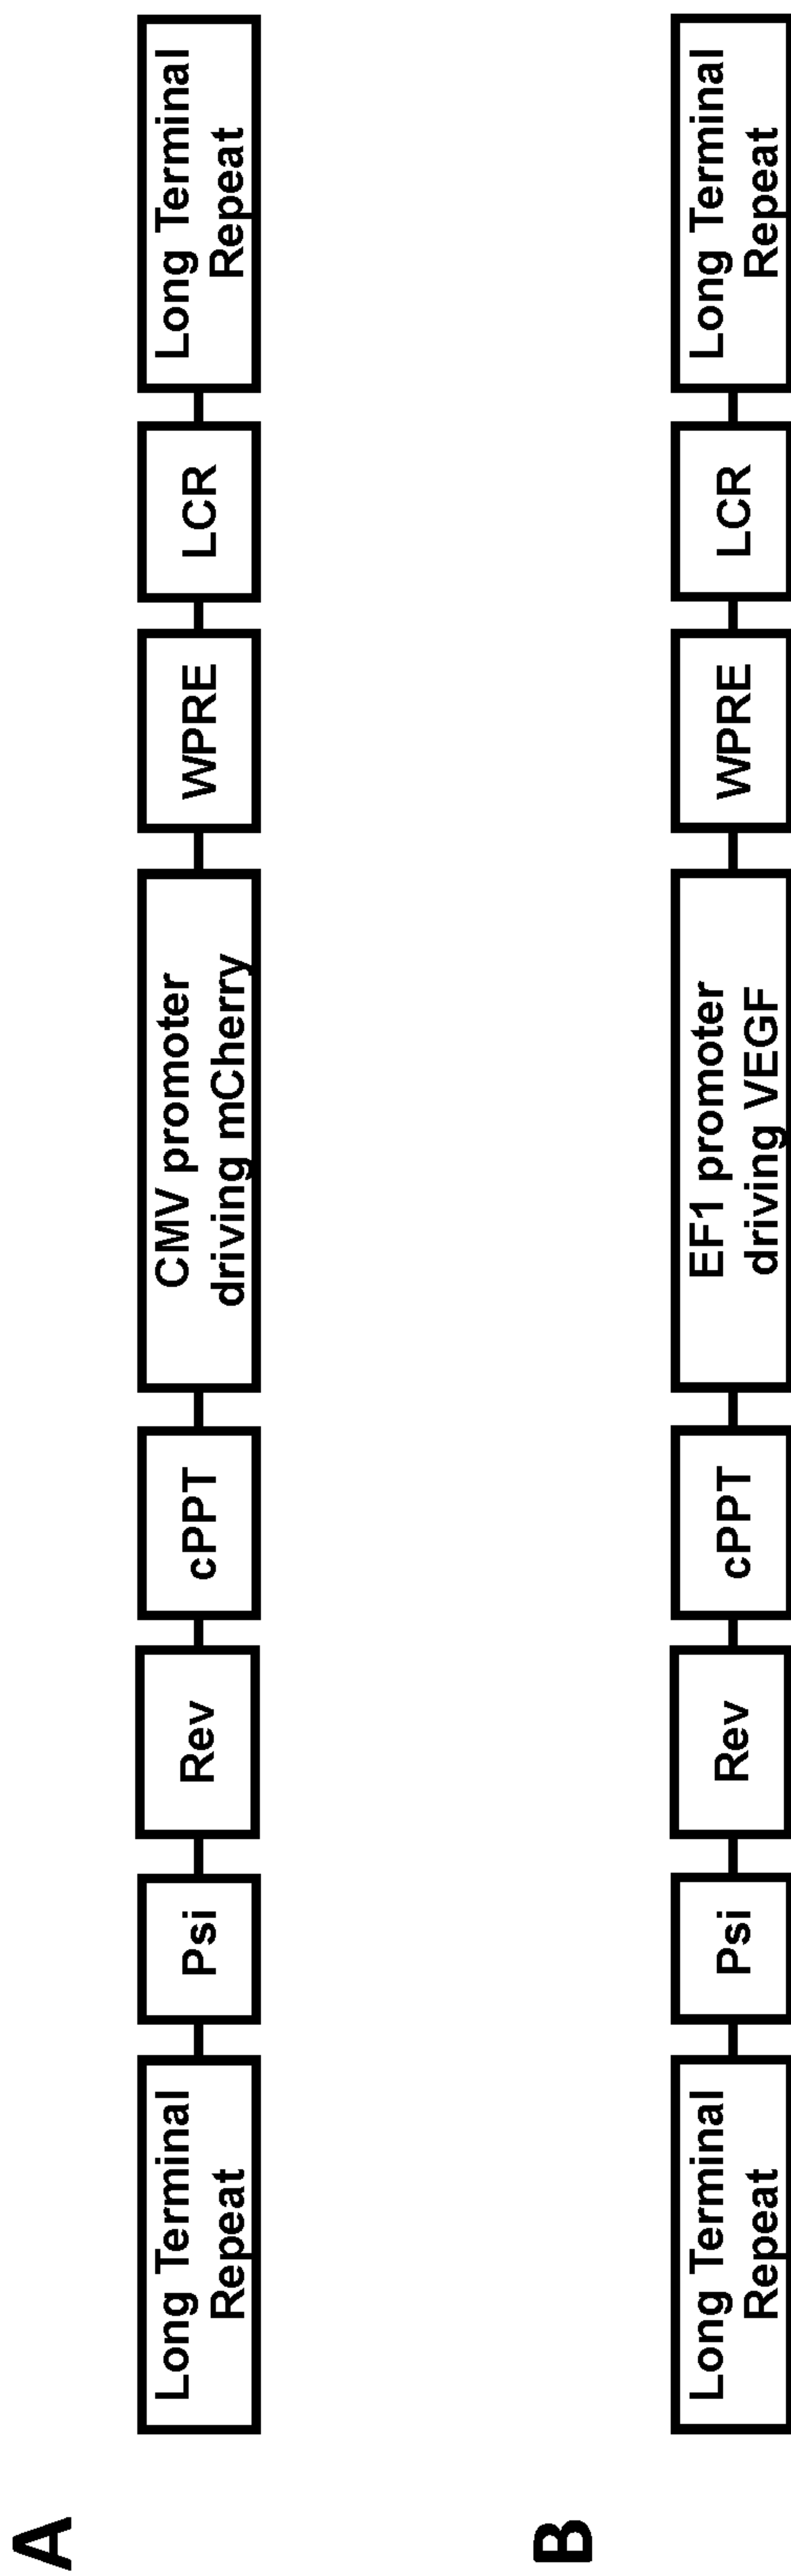 A
Long Terminal
Repeat
Psi
Rev
cPPT
CMV promoter
driving mCherry
WPRE
LCR
Long Terminal
Repeat
B
Long Terminal
Repeat
Psi
Rev
cPPT
EF1 promoter
driving VEGF
WPRE
LCR
Long Terminal
Repeat